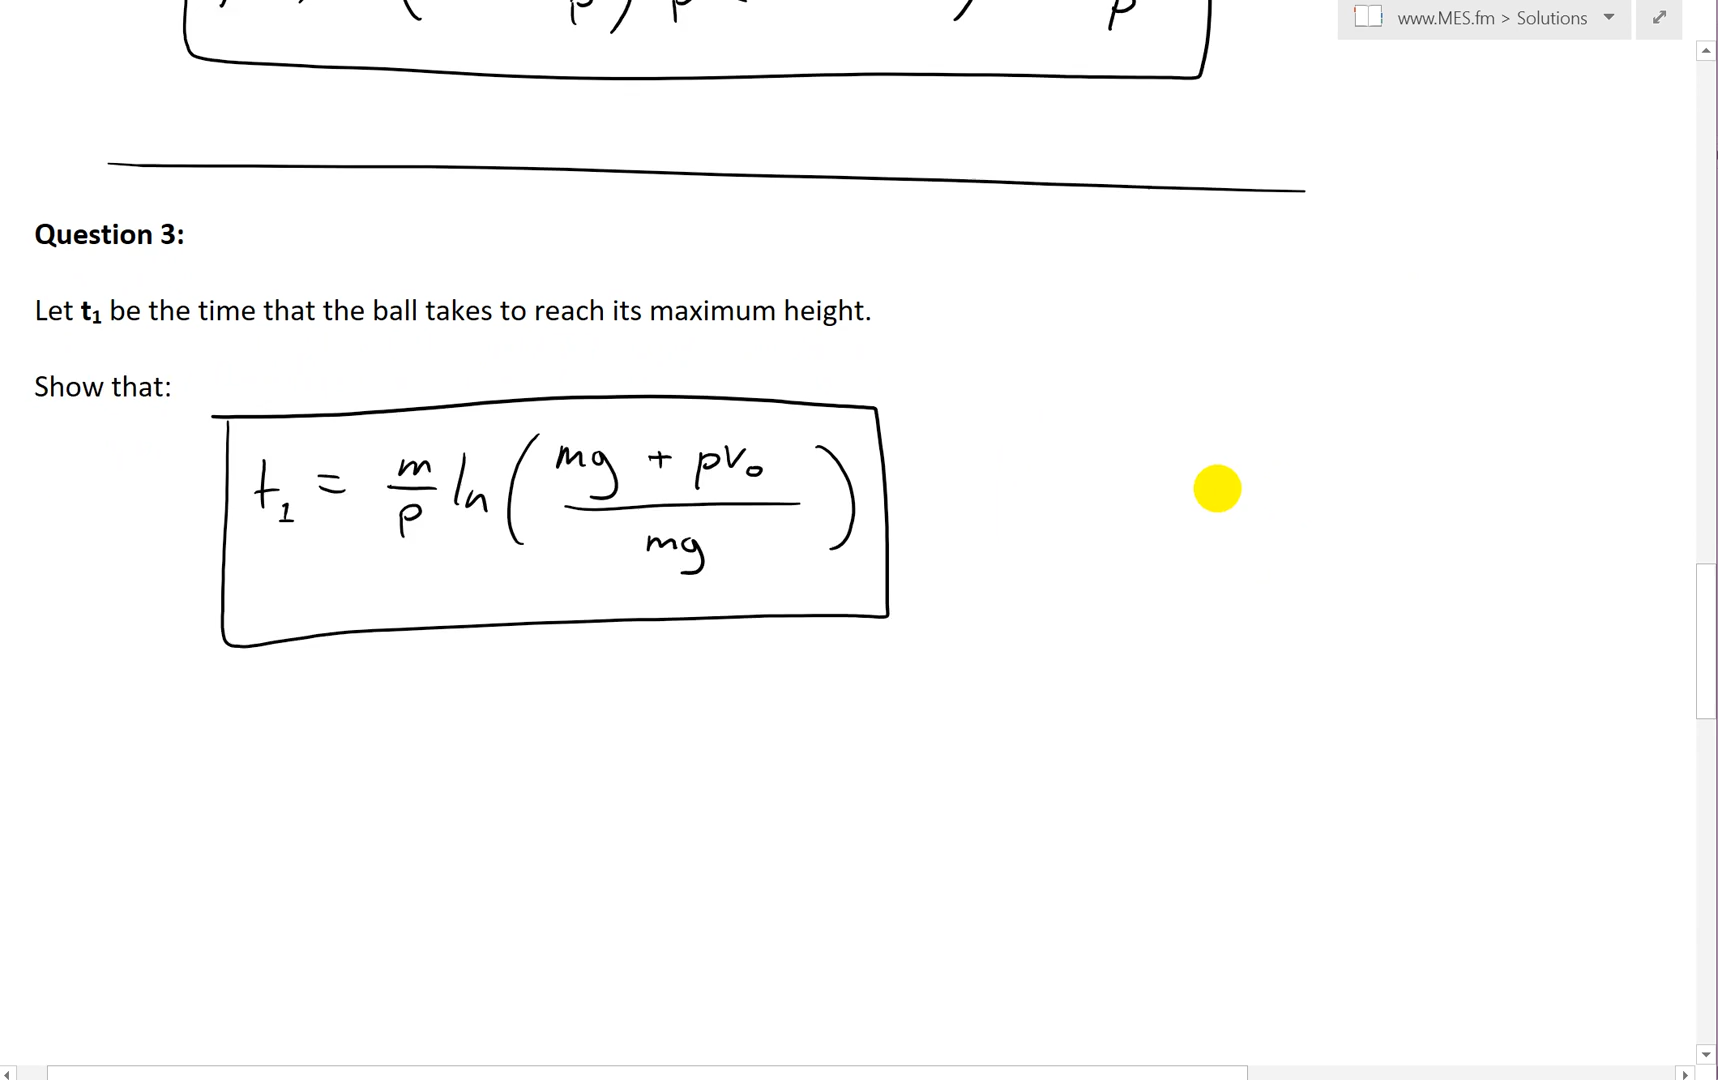 www.MES.fm > Solutions
Question 3:
Let t₁ be the time that the ball takes to reach its maximum height.
Show that:
t₁ = m/p ln( (mg + pv₀) / mg )